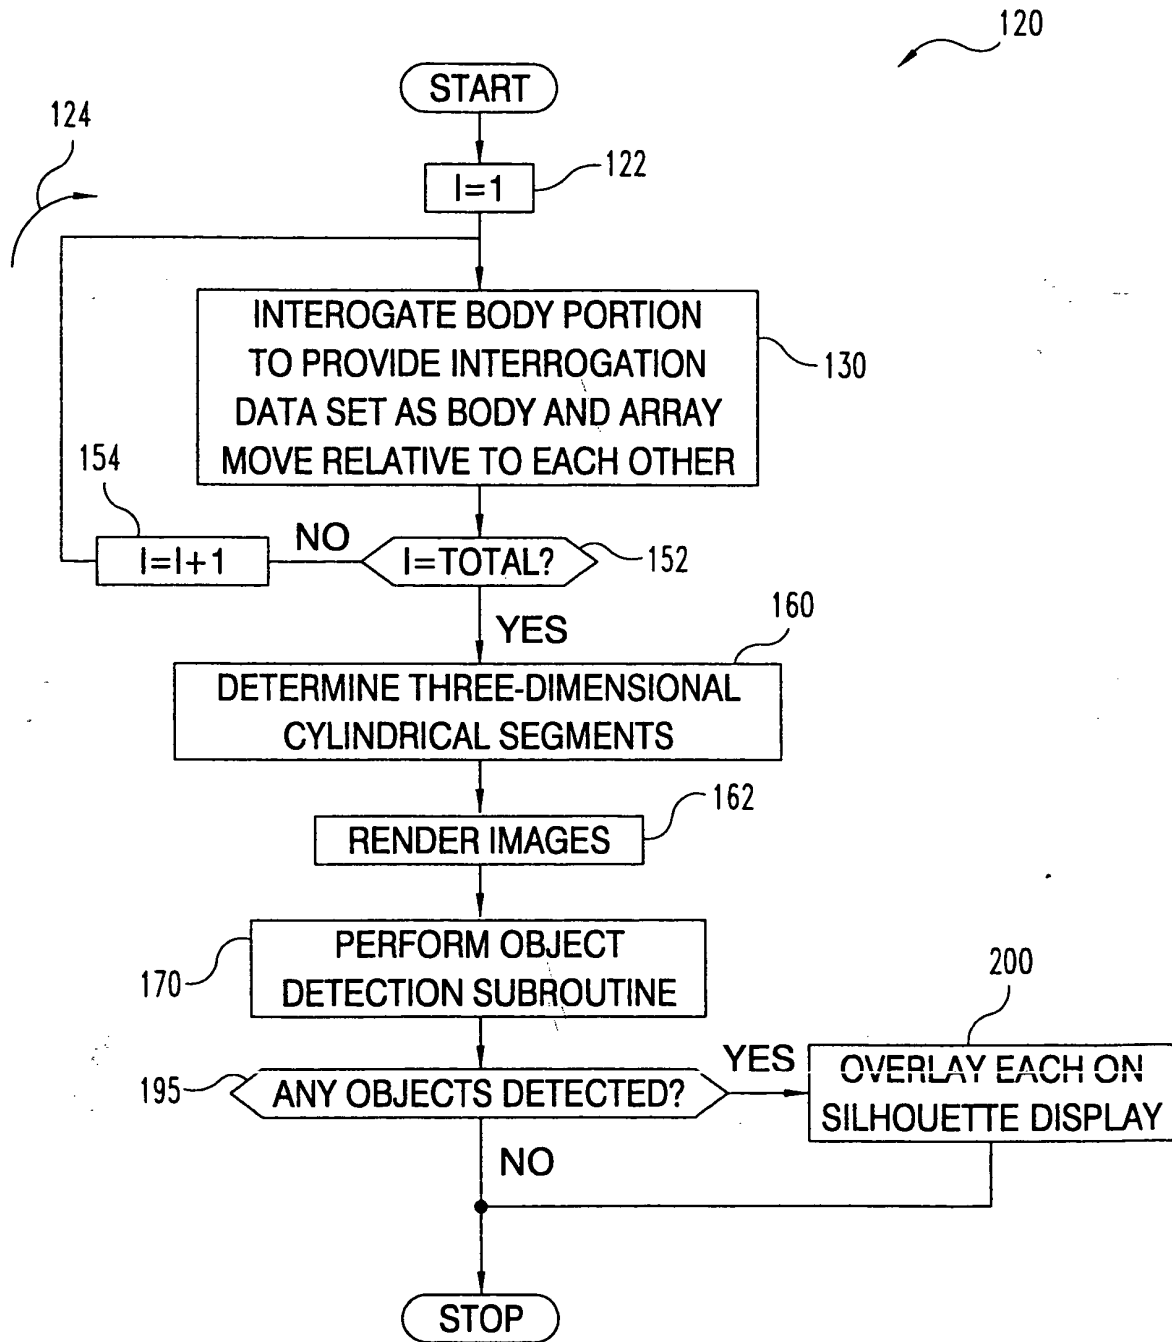 120
START
124
122
I=1
INTEROGATE BODY PORTION
TO PROVIDE INTERROGATION
DATA SET AS BODY AND ARRAY
MOVE RELATIVE TO EACH OTHER
130
154
I=I+1
NO
I=TOTAL?
152
YES
160
DETERMINE THREE-DIMENSIONAL
CYLINDRICAL SEGMENTS
162
RENDER IMAGES
170
PERFORM OBJECT
DETECTION SUBROUTINE
200
195
ANY OBJECTS DETECTED?
YES
OVERLAY EACH ON
SILHOUETTE DISPLAY
NO
STOP